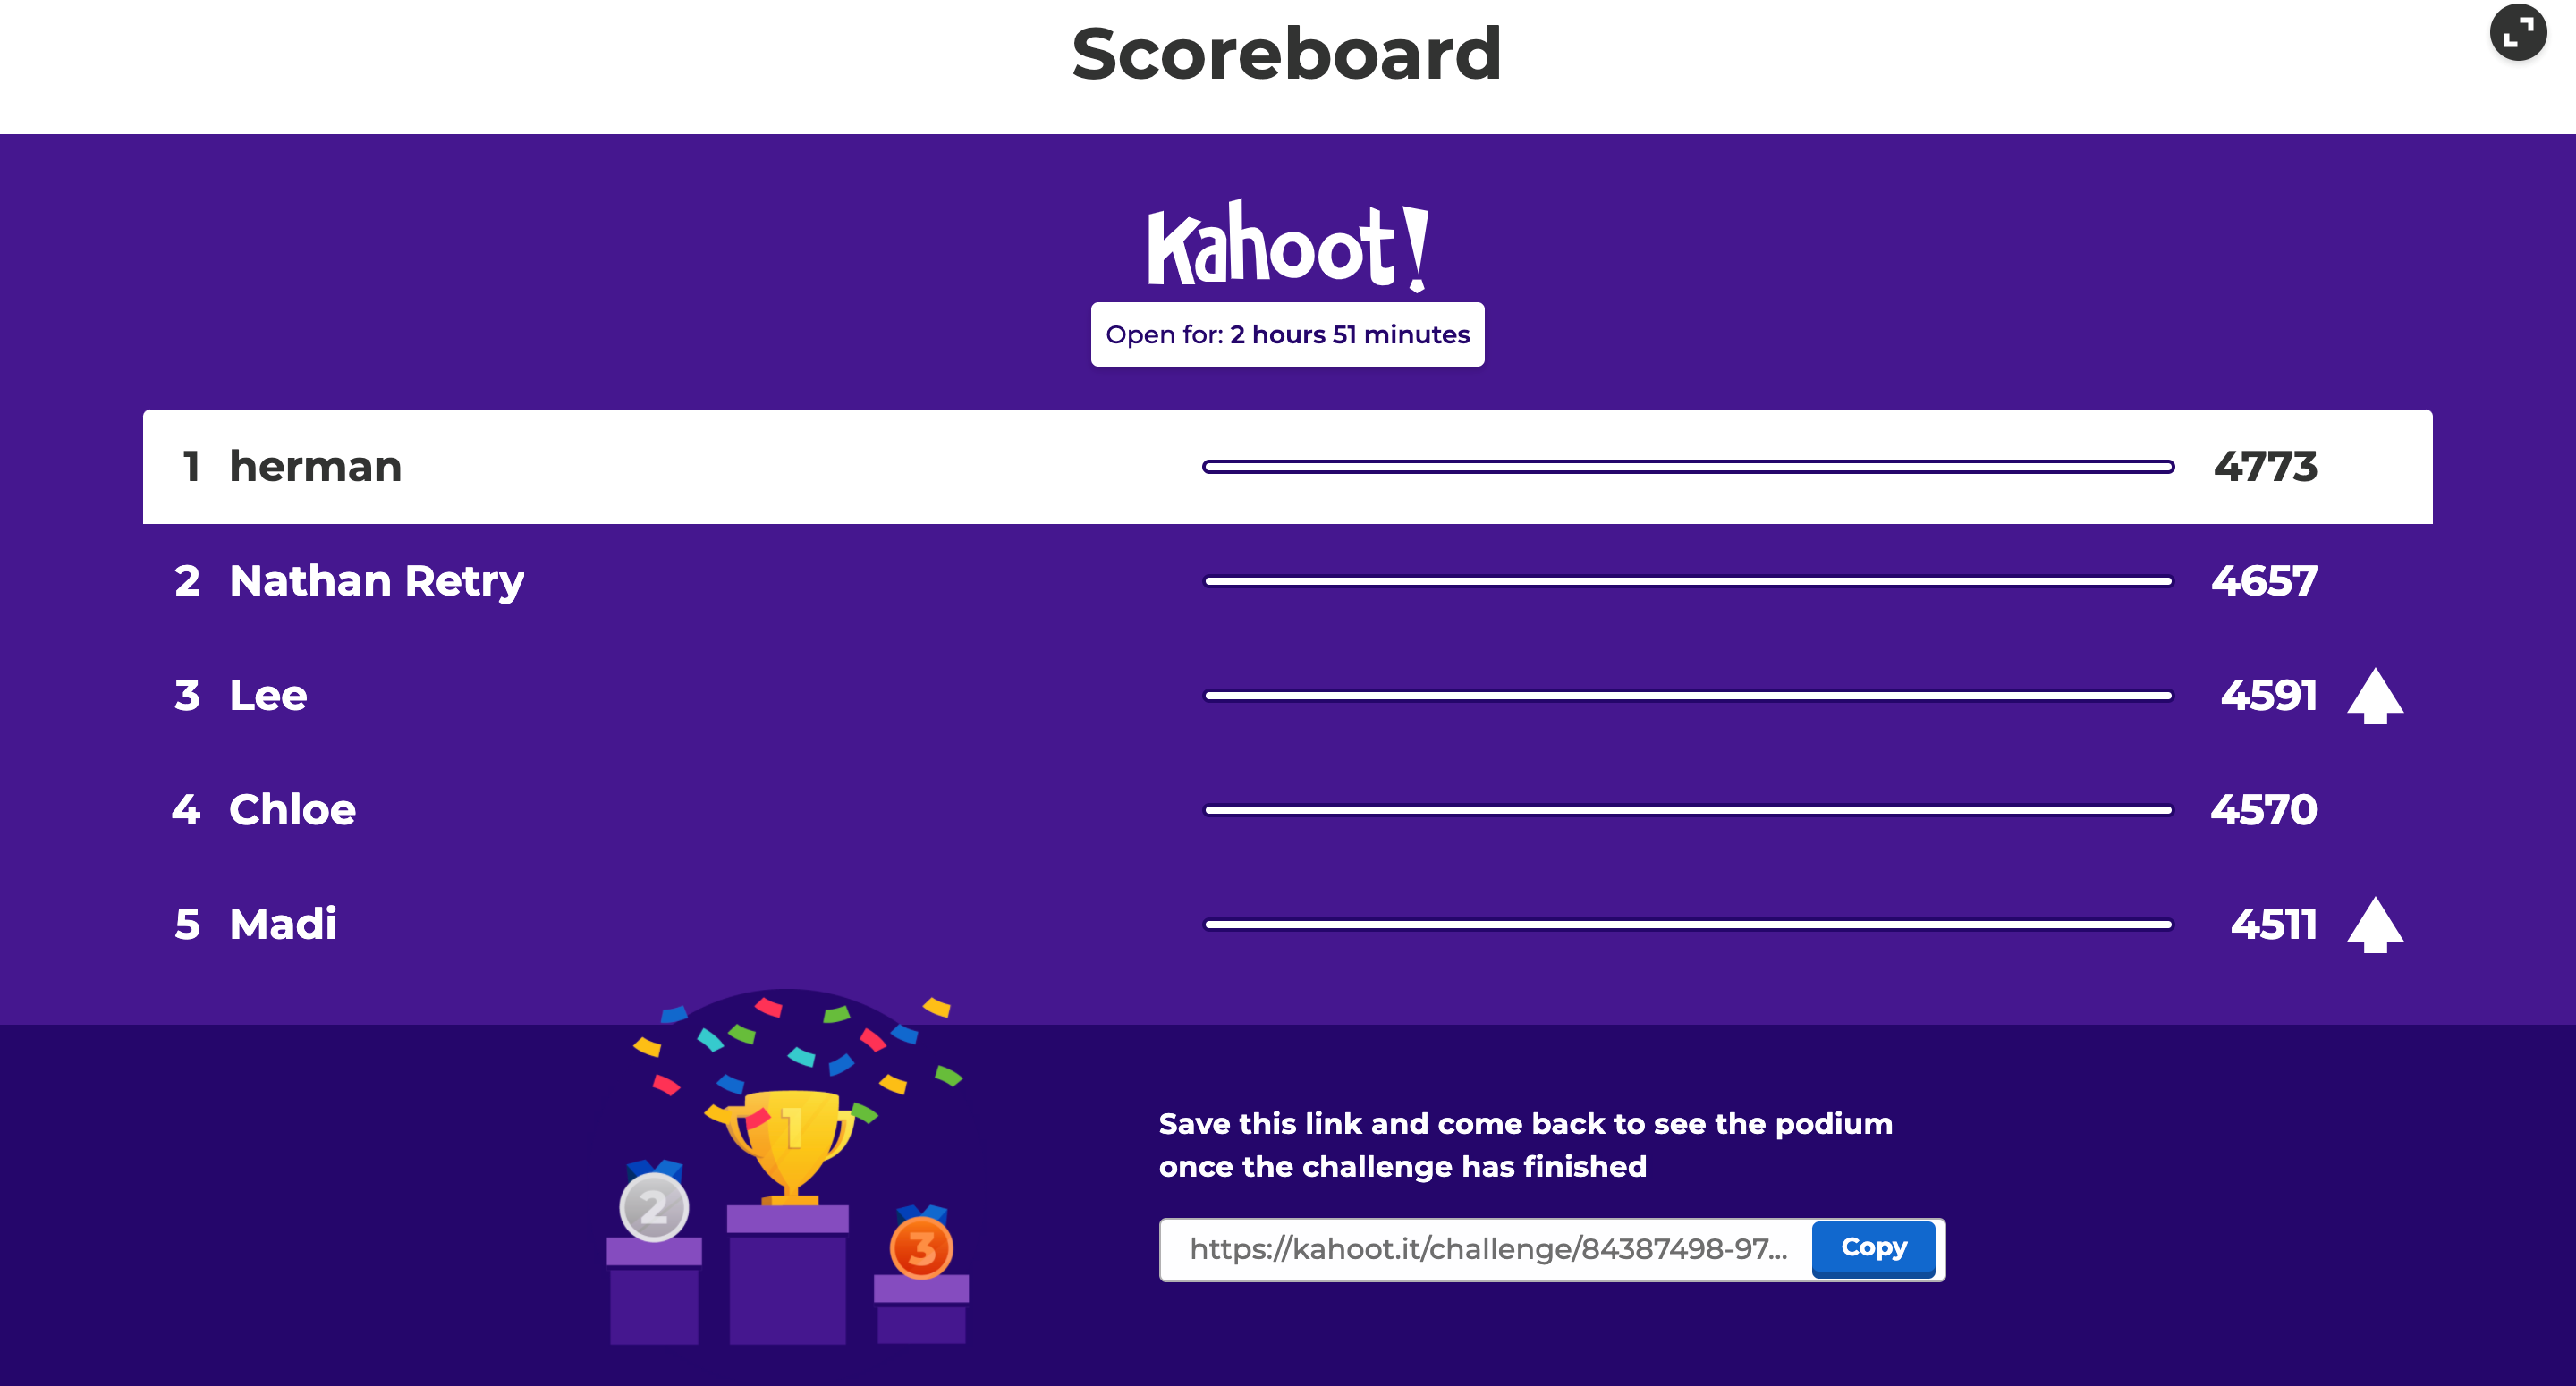 Scoreboard
Kahoot!
Open for: 2 hours 51 minutes
1 herman 4773
2 Nathan Retry 4657
3 Lee 4591
4 Chloe 4570
5 Madi 4511
1
2
3
Save this link and come back to see the podium
once the challenge has finished
https://kahoot.it/challenge/84387498-97... Copy